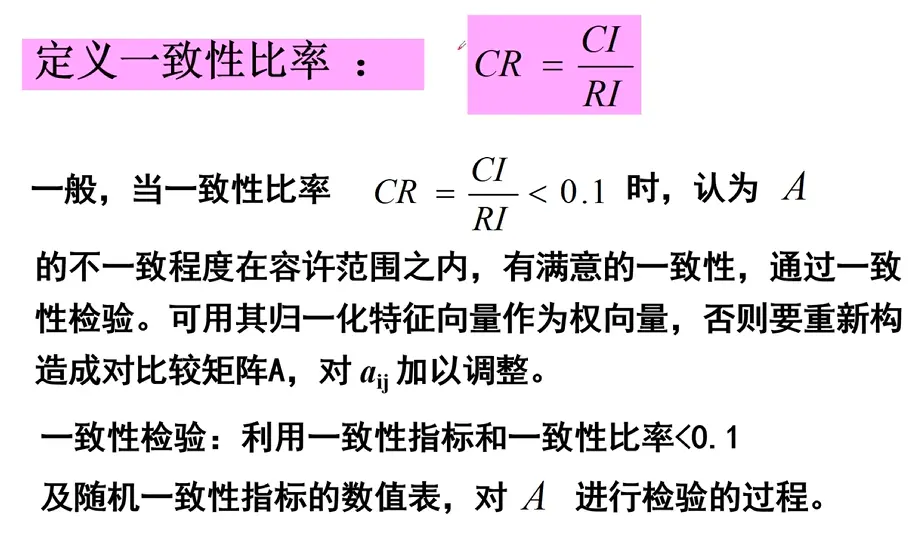 定义一致性比率 ： CR = CI/RI
一般，当一致性比率 CR = CI/RI < 0.1 时，认为 A
的不一致程度在容许范围之内，有满意的一致性，通过一致
性检验。可用其归一化特征向量作为权向量，否则要重新构
造成对比较矩阵A，对 aij 加以调整。
一致性检验：利用一致性指标和一致性比率<0.1
及随机一致性指标的数值表，对 A 进行检验的过程。